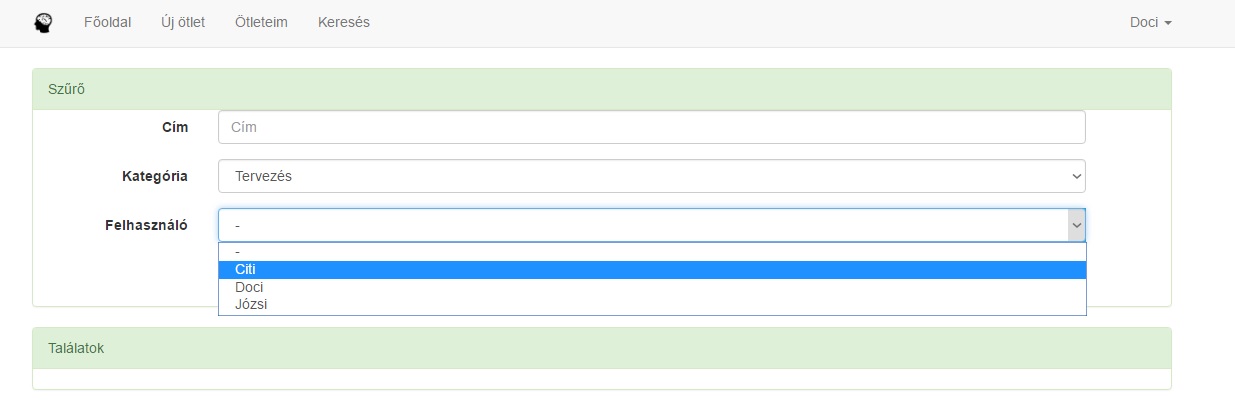 Főoldal Új ötlet Ötleteim Keresés Doci
Szűrő
Cím Cím
Kategória Tervezés
Felhasználó -
-
Citi
Doci
Józsi
Találatok